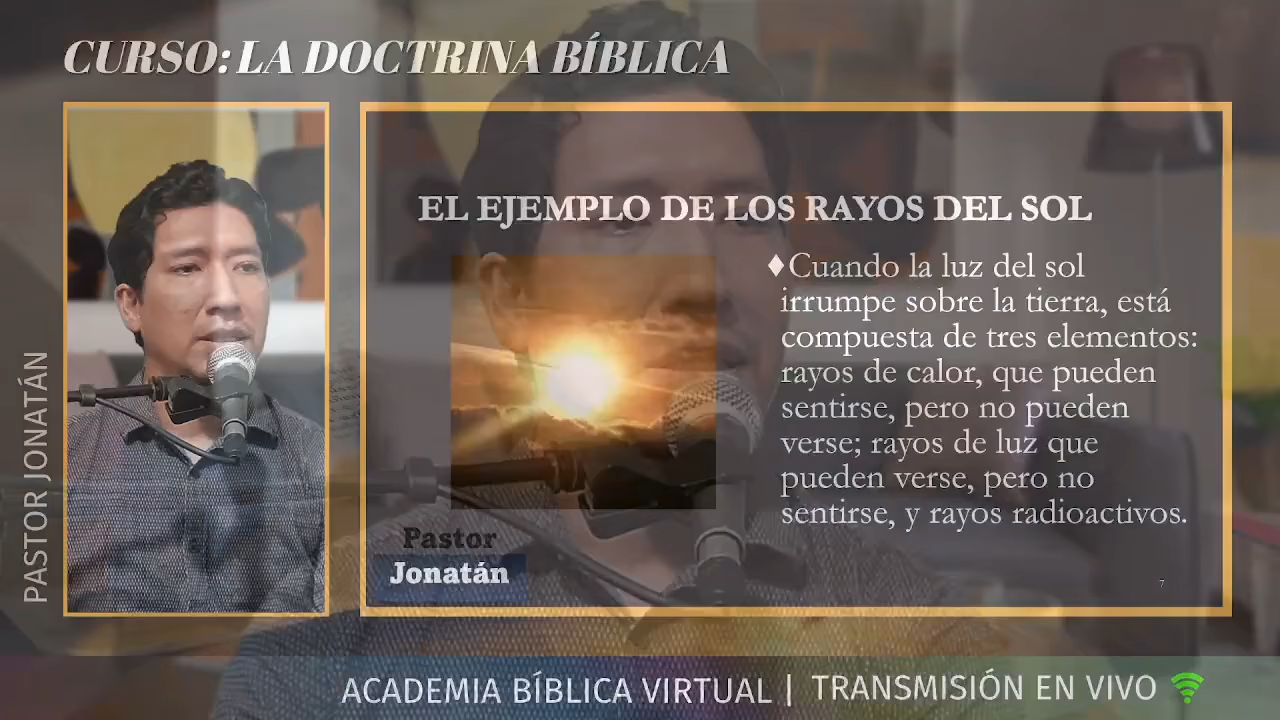 CURSO: LA DOCTRINA BÍBLICA
PASTOR JONATÁN
EL EJEMPLO DE LOS RAYOS DEL SOL
♦Cuando la luz del sol
irrumpe sobre la tierra, está
compuesta de tres elementos:
rayos de calor, que pueden
sentirse, pero no pueden
verse; rayos de luz que
pueden verse, pero no
sentirse, y rayos radioactivos.
Pastor
Jonatán
7
ACADEMIA BÍBLICA VIRTUAL | TRANSMISIÓN EN VIVO